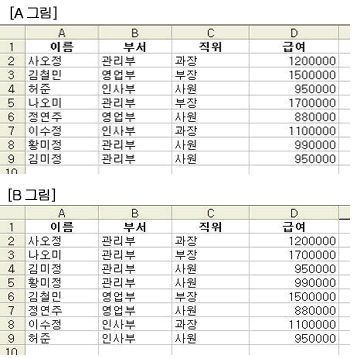 [A 그림]
A B C D
1 이름 부서 직위 급여
2 사오정 관리부 과장 1200000
3 김철민 영업부 부장 1500000
4 허준 인사부 사원 950000
5 나오미 관리부 부장 1700000
6 정연주 영업부 사원 880000
7 이수정 인사부 과장 1100000
8 황미정 관리부 사원 990000
9 김미정 관리부 사원 950000
10
[B 그림]
A B C D
1 이름 부서 직위 급여
2 사오정 관리부 과장 1200000
3 나오미 관리부 부장 1700000
4 김미정 관리부 사원 950000
5 황미정 관리부 사원 990000
6 김철민 영업부 부장 1500000
7 정연주 영업부 사원 880000
8 이수정 인사부 과장 1100000
9 허준 인사부 사원 950000
10